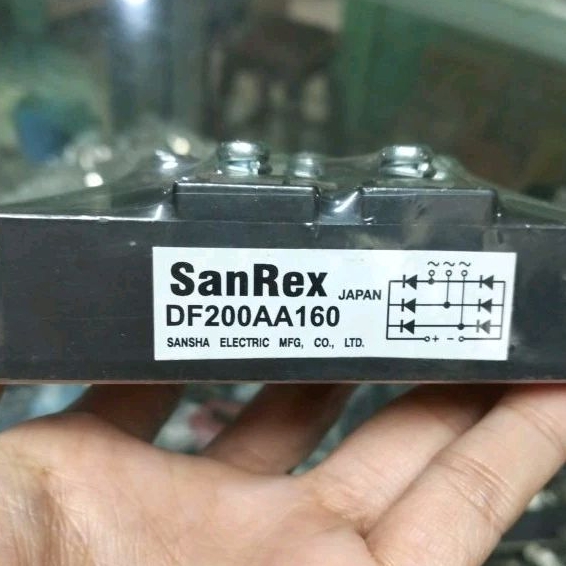 SanRex JAPAN
DF200AA160
SANSHA ELECTRIC MFG, CO., LTD.
~ ~ ~
+ -